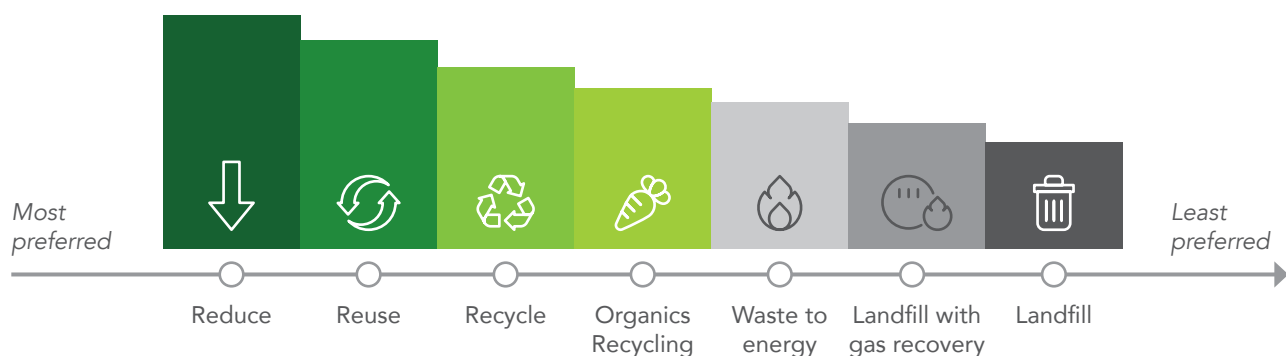 Most
preferred
Least
preferred
Reduce
Reuse
Recycle
Organics
Recycling
Waste to
energy
Landfill with
gas recovery
Landfill